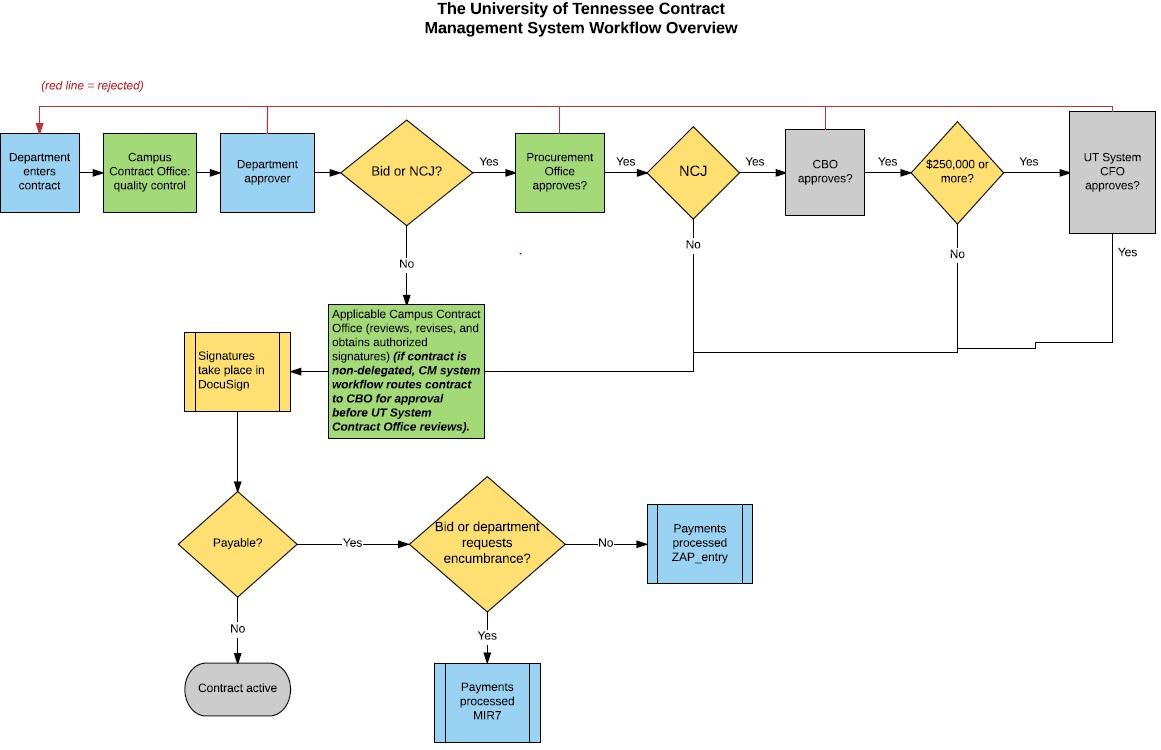 The University of Tennessee Contract
Management System Workflow Overview
(red line = rejected)
Department
enters
contract
Campus
Contract Office:
quality control
Department
approver
Bid or NCJ?
Yes
Procurement
Office
approves?
Yes
NCJ
Yes
CBO
approves?
Yes
$250,000 or
more?
Yes
UT System
CFO
approves?
No
No
No
Yes
Applicable Campus Contract
Office (reviews, revises, and
obtains authorized
signatures) (if contract is
non-delegated, CM system
workflow routes contract
to CBO for approval
before UT System
Contract Office reviews).
Signatures
take place in
DocuSign
Payable?
Yes
Bid or department
requests
encumbrance?
No
Payments
processed
ZAP_entry
No
Yes
Contract active
Payments
processed
MIR7